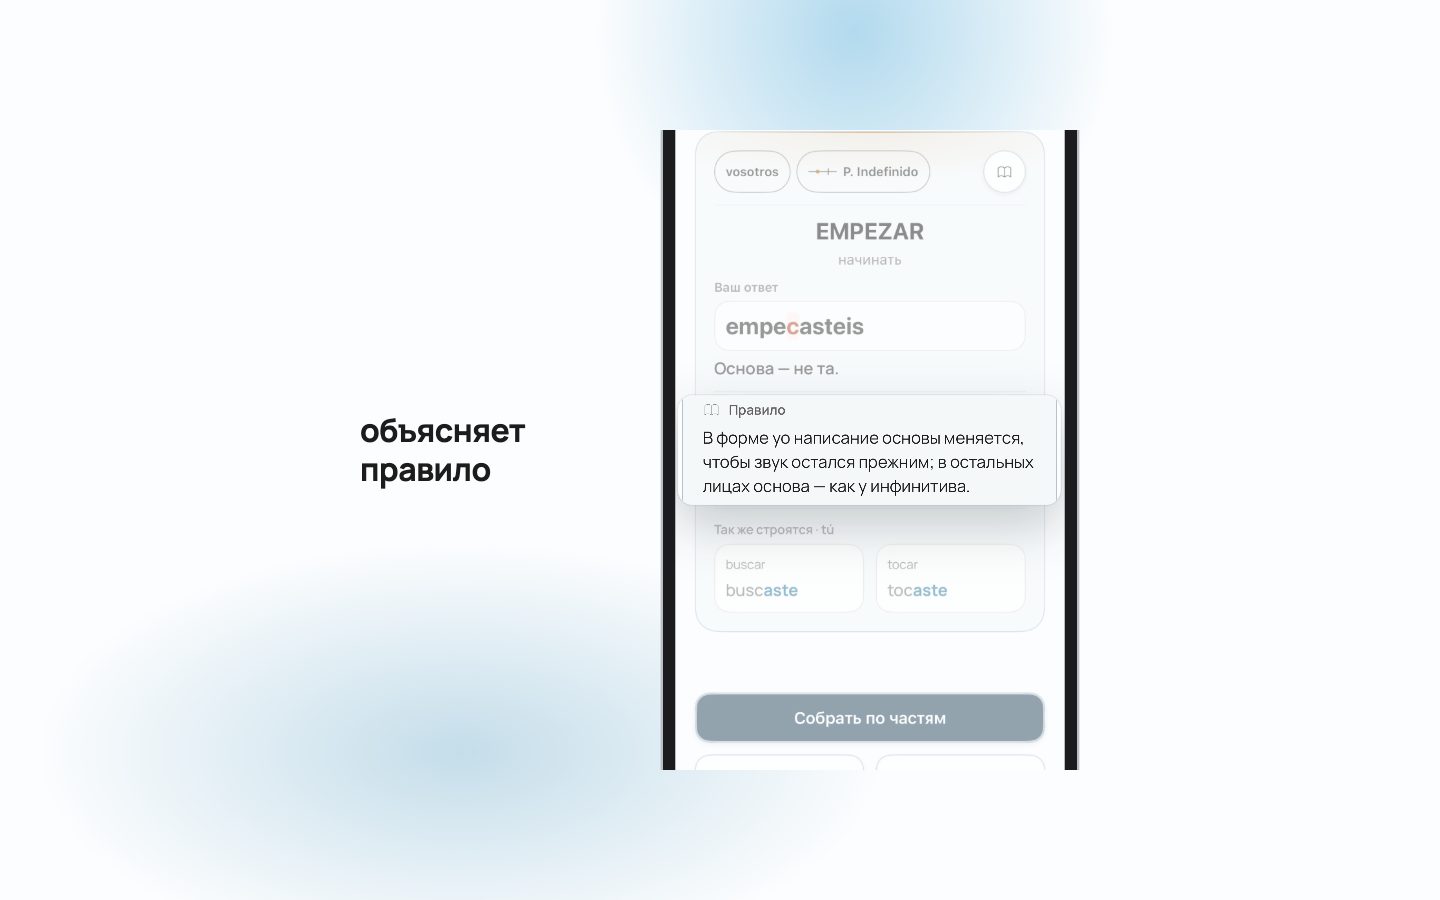 объясняет
правило
vosotros
P. Indefinido
EMPEZAR
начинать
Ваш ответ
empecasteis
Основа — не та.
Правило
В форме yo написание основы меняется,
чтобы звук остался прежним; в остальных
лицах основа — как у инфинитива.
Так же строятся · tú
buscar
buscaste
tocar
tocaste
Собрать по частям